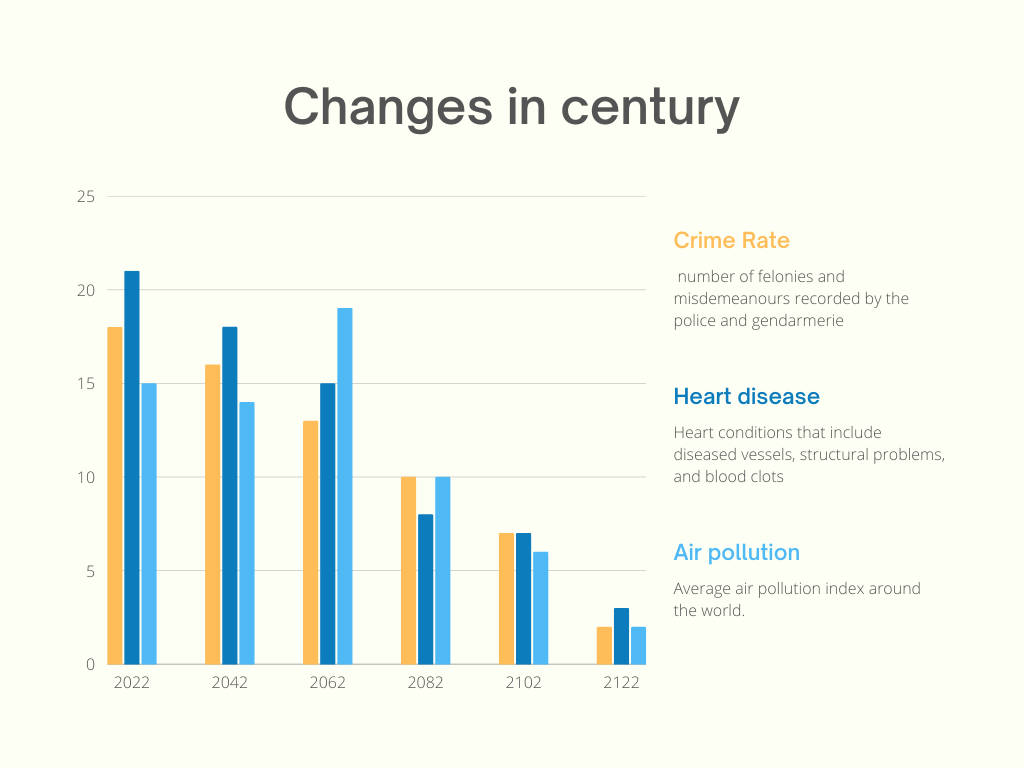 Changes in century
25
20
15
10
5
0
2022 2042 2062 2082 2102 2122
Crime Rate
number of felonies and
misdemeanours recorded by the
police and gendarmerie
Heart disease
Heart conditions that include
diseased vessels, structural problems,
and blood clots
Air pollution
Average air pollution index around
the world.